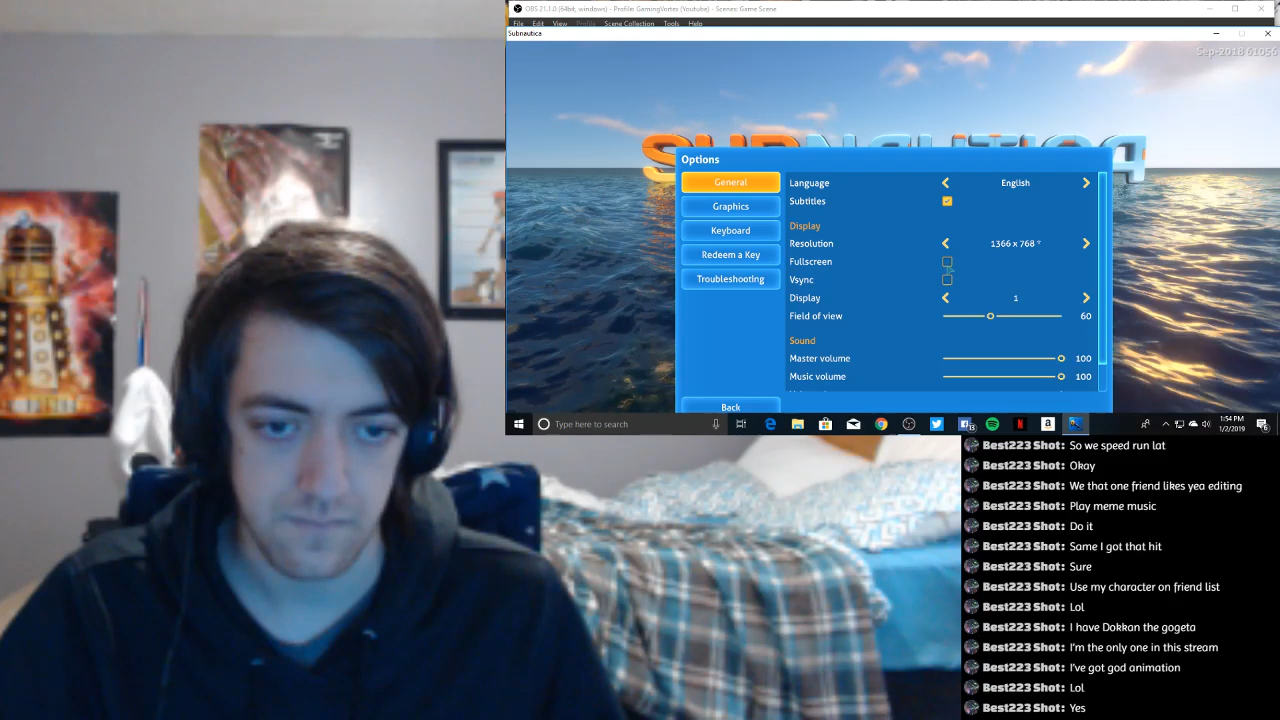 OBS 21.1.0 (64bit, windows) - Profile: GamingVortex (Youtube) - Scenes: Game Scene
File Edit View Profile Scene Collection Tools Help
Subnautica
Sep-2018 61056
SUBNAUTICA
Options
General
Graphics
Keyboard
Redeem a Key
Troubleshooting
Back
Language English
Subtitles
Display
Resolution 1366 x 768 *
Fullscreen
Vsync
Display 1
Field of view 60
Sound
Master volume 100
Music volume 100
Type here to search
1:54 PM
1/2/2019
Best223 Shot: So we speed run lat
Best223 Shot: Okay
Best223 Shot: We that one friend likes yea editing
Best223 Shot: Play meme music
Best223 Shot: Do it
Best223 Shot: Same I got that hit
Best223 Shot: Sure
Best223 Shot: Use my character on friend list
Best223 Shot: Lol
Best223 Shot: I have Dokkan the gogeta
Best223 Shot: I'm the only one in this stream
Best223 Shot: I've got god animation
Best223 Shot: Lol
Best223 Shot: Yes